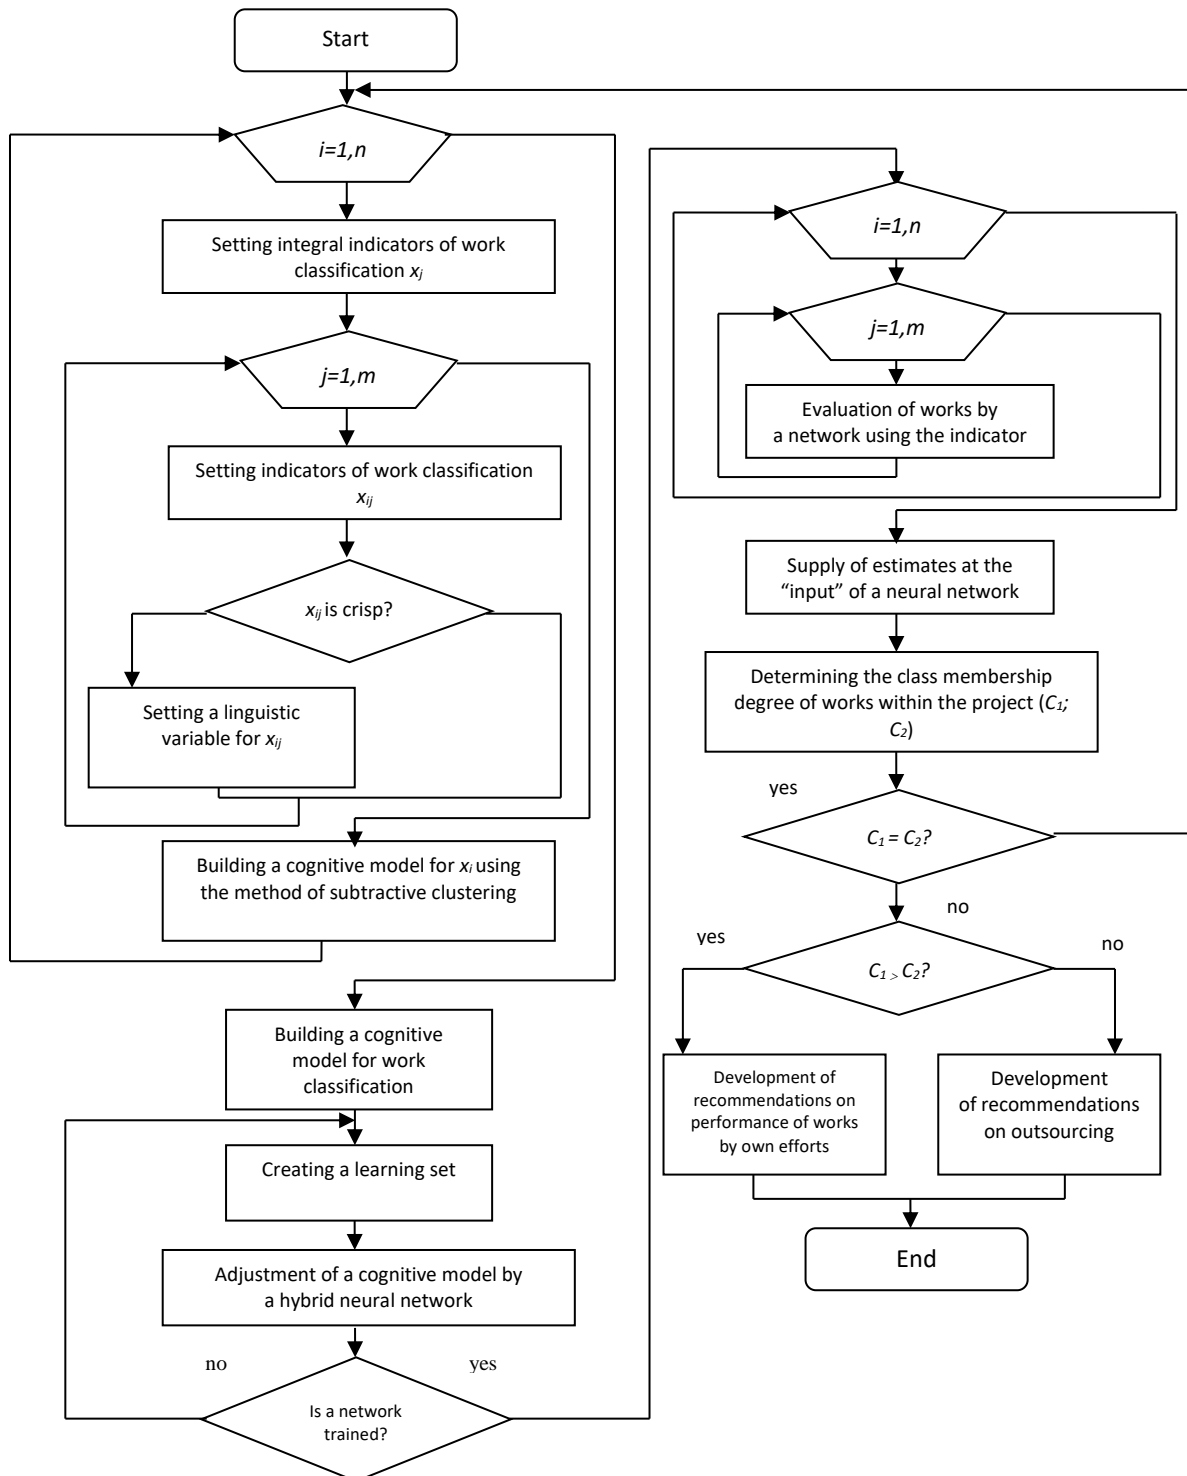 Start
i=1,n
Setting integral indicators of work
classification xj
j=1,m
Setting indicators of work classification
xij
xij is crisp?
Setting a linguistic
variable for xij
Building a cognitive model for xi using
the method of subtractive clustering
Building a cognitive
model for work
classification
Creating a learning set
Adjustment of a cognitive model by
a hybrid neural network
no
yes
Is a network
trained?
i=1,n
j=1,m
Evaluation of works by
a network using the indicator
Supply of estimates at the
“input” of a neural network
Determining the class membership
degree of works within the project (C1;
C2)
yes
C1 = C2?
no
yes
no
C1 > C2?
Development of
recommendations on
performance of works
by own efforts
Development
of recommendations
on outsourcing
End